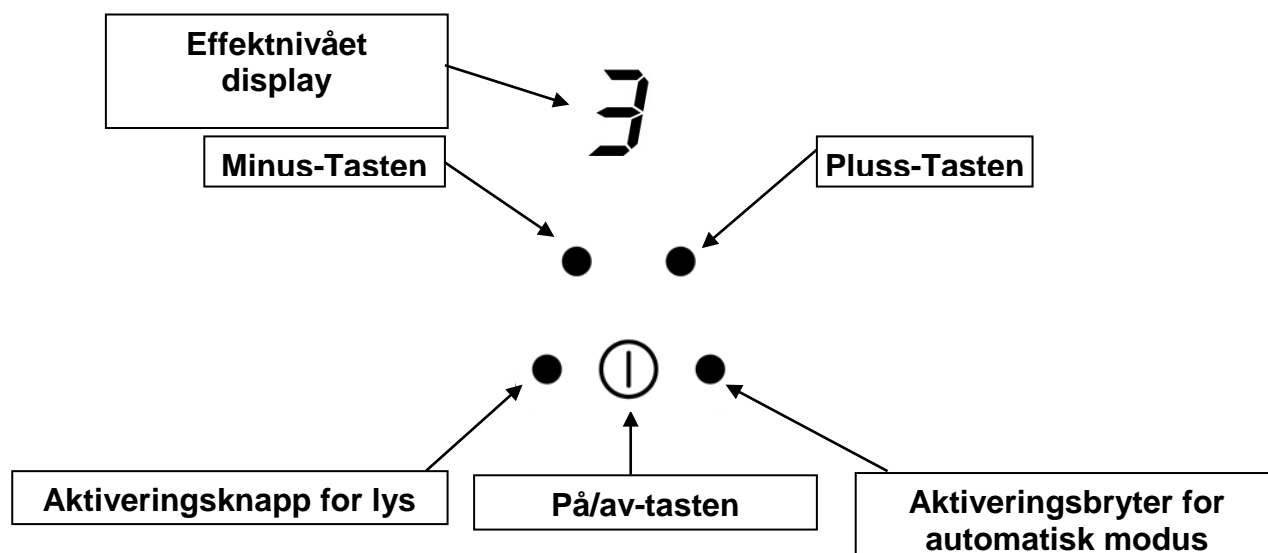 Effektnivået
display
3
Minus-Tasten
Pluss-Tasten
Aktiveringsknapp for lys
På/av-tasten
Aktiveringsbryter for
automatisk modus